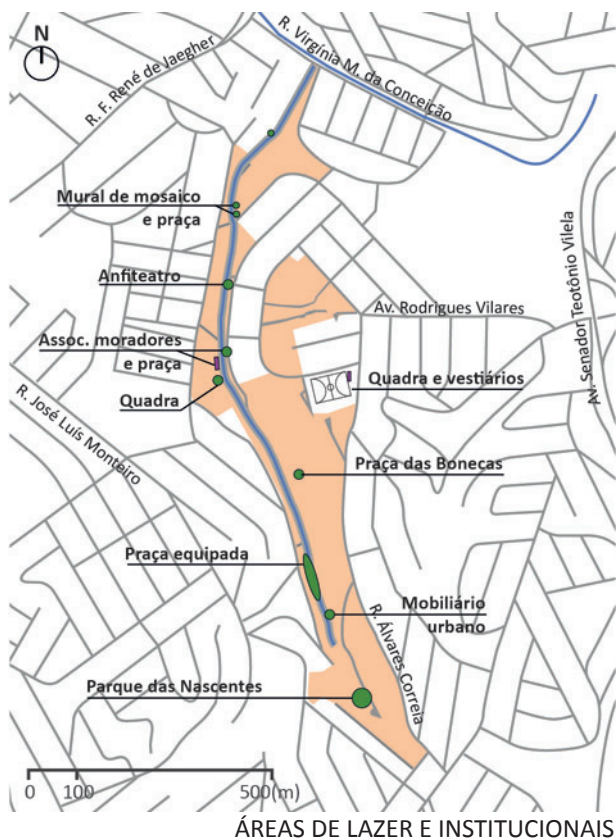 N
R. F. René de Jaegher
R. Virgínia M. da Conceição
Mural de mosaico
e praça
Anfiteatro
Av. Rodrigues Vilares
Av. Senador Teotônio Vilela
Assoc. moradores
e praça
Quadra
Quadra e vestiários
R. José Luís Monteiro
Praça das Bonecas
Praça equipada
Mobiliário
urbano
R. Álvares Correia
Parque das Nascentes
0 100 500(m)
ÁREAS DE LAZER E INSTITUCIONAIS